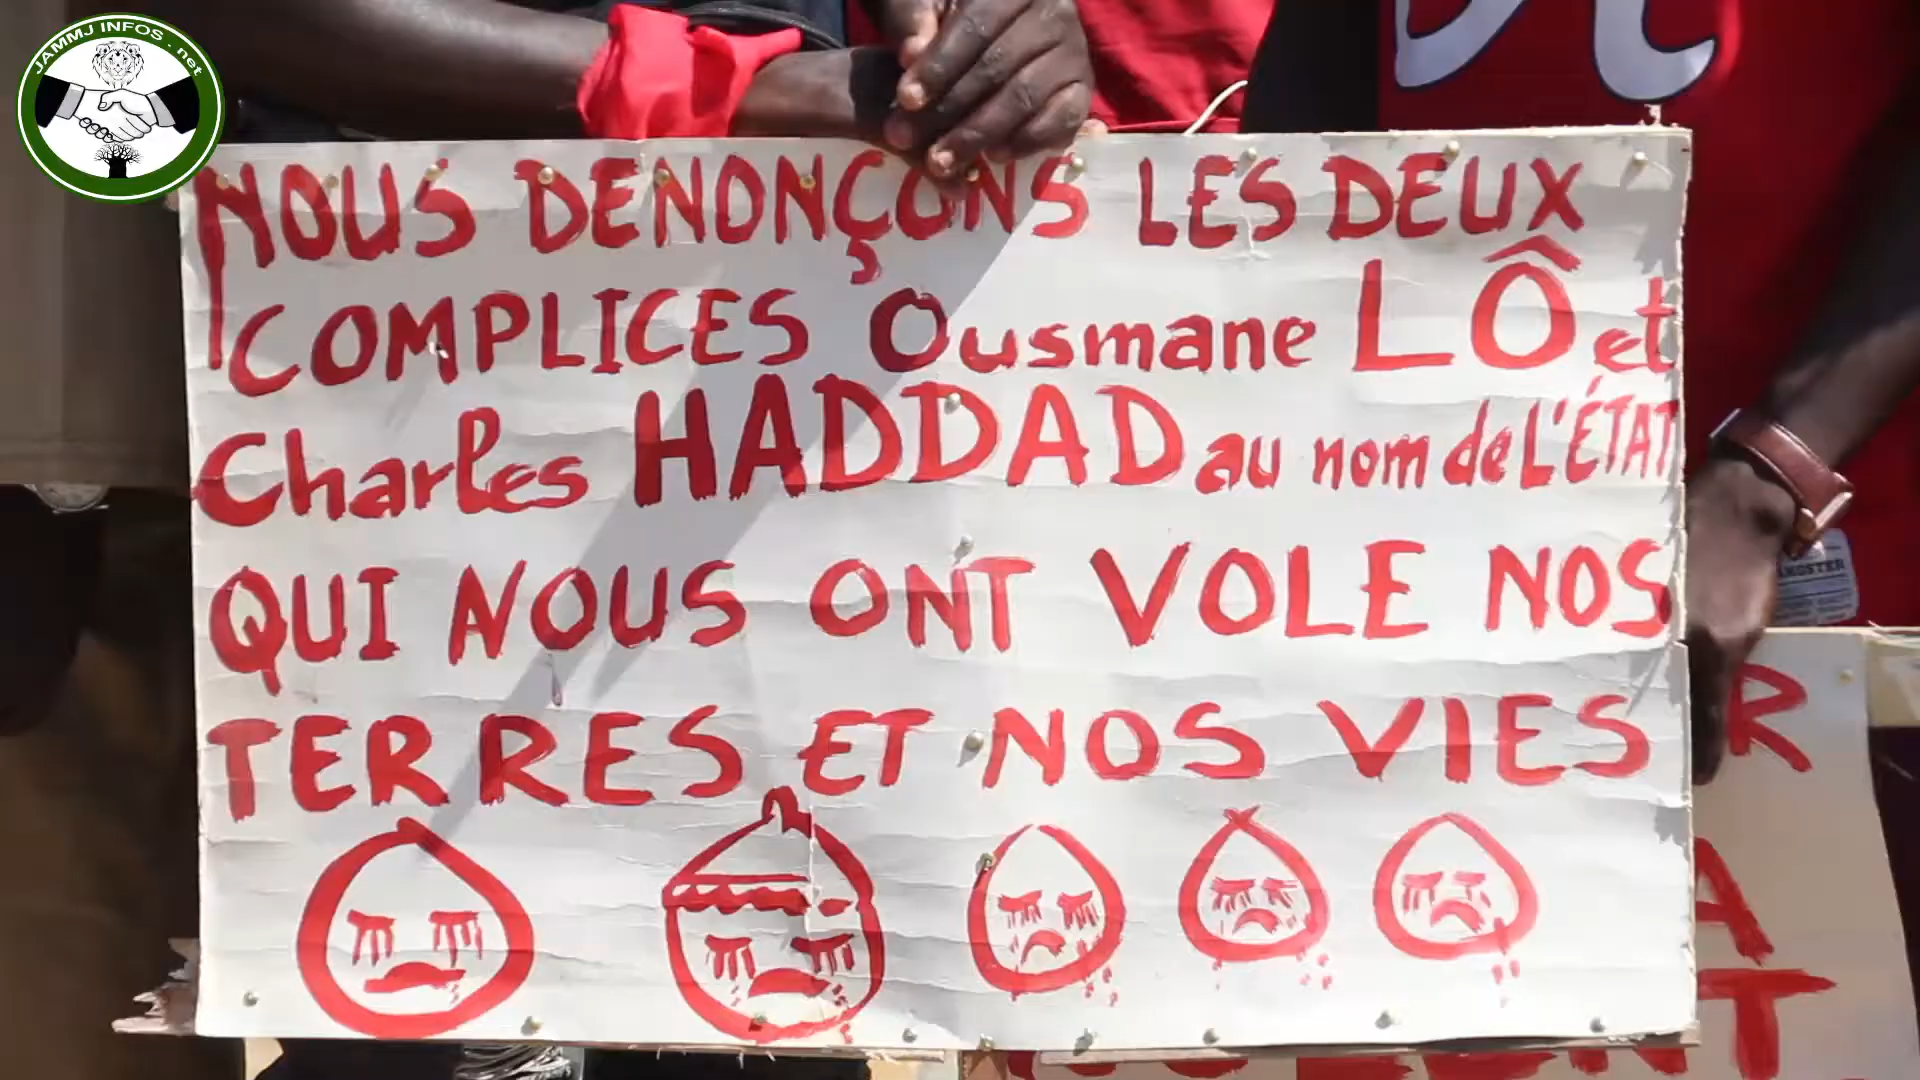 JAMMJ INFOS . net
NOUS DENONÇONS LES DEUX
COMPLICES Ousmane LÔ et
Charles HADDAD au nom de L'ÉTAT
QUI NOUS ONT VOLE NOS
TERRES ET NOS VIES
R
A
T